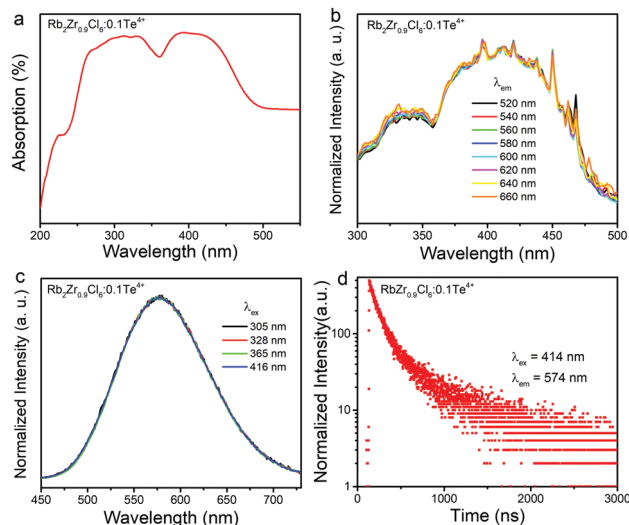 a
Rb₂Zr₀.₉Cl₆:0.1Te⁴⁺
Absorption (%)
200 300 400 500
Wavelength (nm)
b
Rb₂Zr₀.₉Cl₆:0.1Te⁴⁺
λem
520 nm
540 nm
560 nm
580 nm
600 nm
620 nm
640 nm
660 nm
Normalized Intensity (a. u.)
300 350 400 450 500
Wavelength (nm)
c
Rb₂Zr₀.₉Cl₆:0.1Te⁴⁺
λex
305 nm
328 nm
365 nm
416 nm
Normalized Intensity (a. u.)
450 500 550 600 650 700
Wavelength (nm)
d
RbZr₀.₉Cl₆:0.1Te⁴⁺
λex = 414 nm
λem = 574 nm
Normalized Intensity(a.u.)
100
10
1
0 1000 2000 3000
Time (ns)